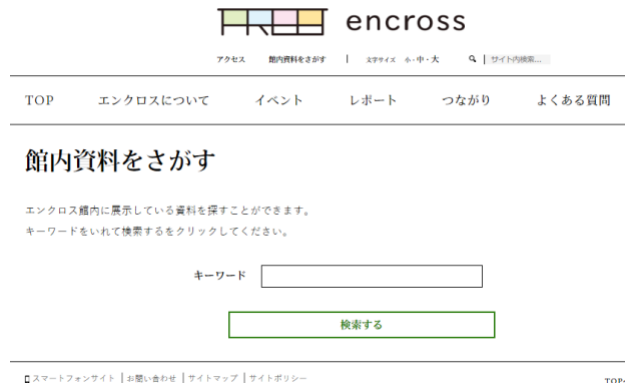 encross
アクセス 館内資料をさがす | 文字サイズ 小・中・大 サイト内検索...
TOP エンクロスについて イベント レポート つながり よくある質問
館内資料をさがす
エンクロス館内に展示している資料を探すことができます。
キーワードをいれて検索するをクリックしてください。
キーワード
検索する
スマートフォンサイト | お問い合わせ | サイトマップ | サイトポリシー